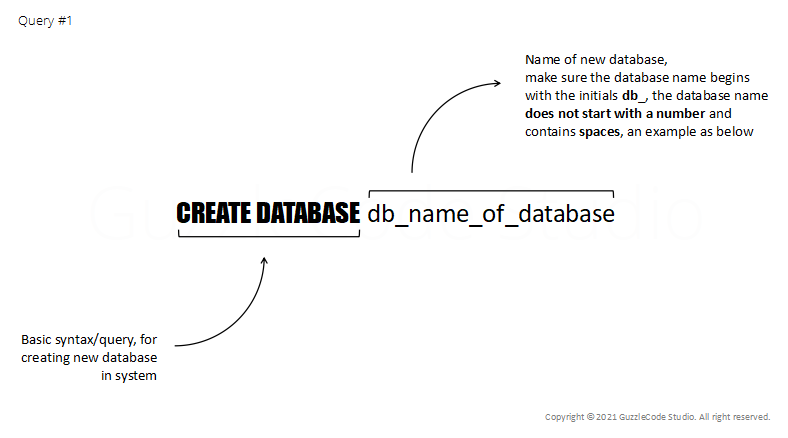 Query #1
Name of new database,
make sure the database name begins
with the initials db_, the database name
does not start with a number and
contains spaces, an example as below
CREATE DATABASE db_name_of_database
Basic syntax/query, for
creating new database
in system
Copyright ©2021 GuzzleCode Studio. All right reserved.